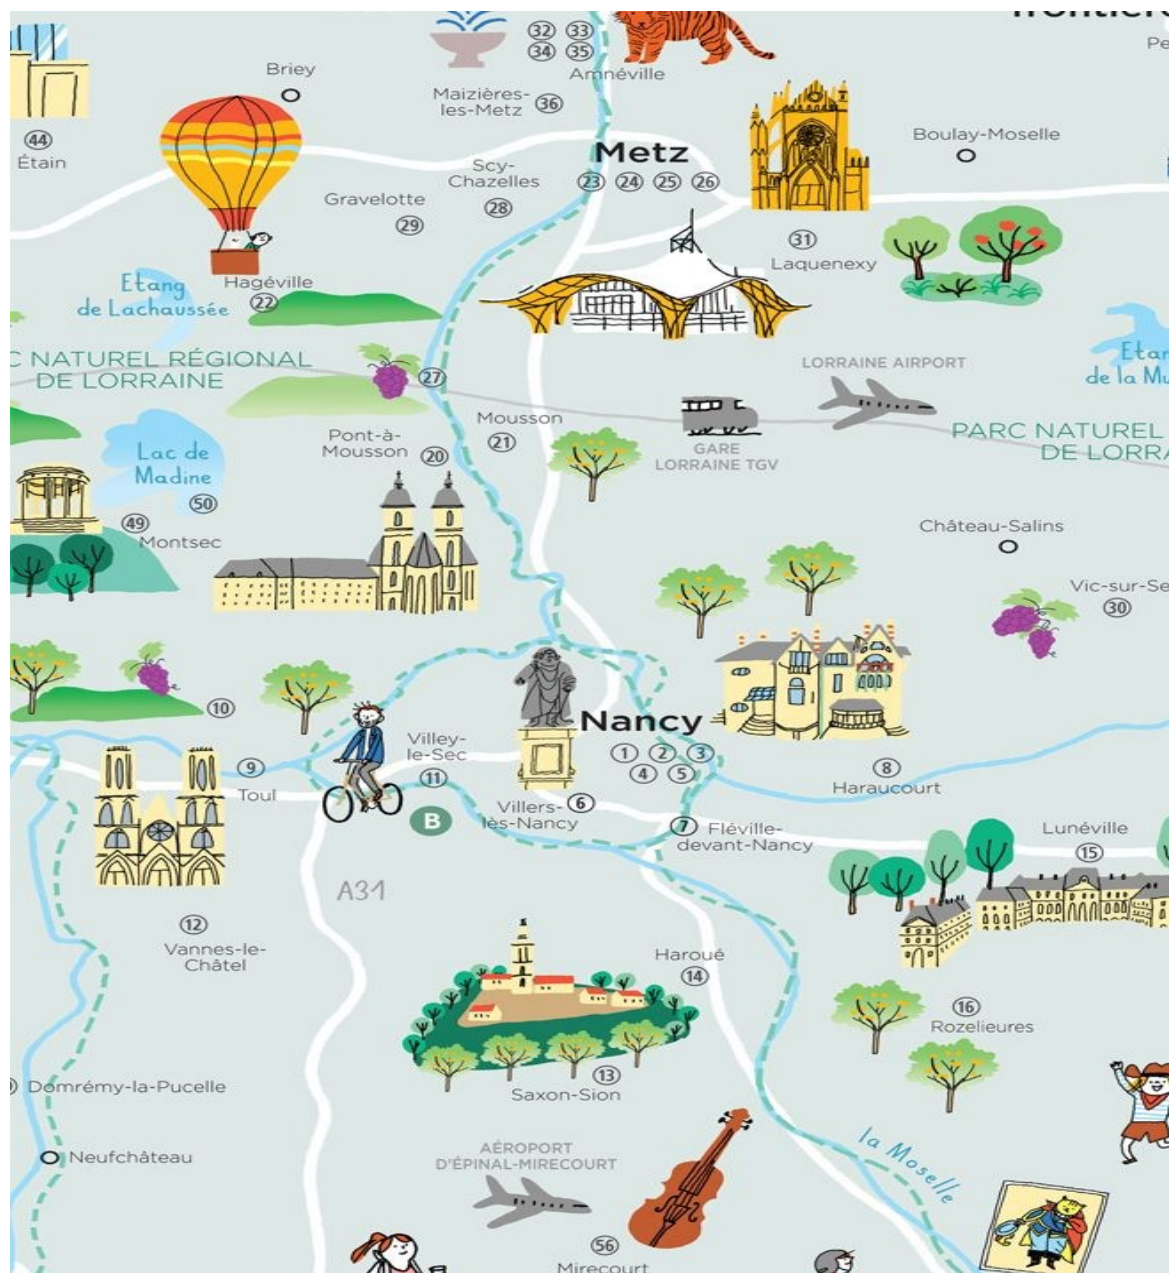 frontière
32 33
34 35
Amnéville
Briey
Maizières-
les-Metz 36
44
Étain
Metz
23 24 25 26
Boulay-Moselle
Scy-
Chazelles
28
Gravelotte
29
31
Laquenexy
Hagéville
22
Etang
de Lachaussée
C NATUREL RÉGIONAL
DE LORRAINE
27
LORRAINE AIRPORT
Etan
de la Mu
Mousson
21
GARE
LORRAINE TGV
PARC NATUREL
DE LORRA
Pont-à-
Mousson 20
Lac de
Madine
50
49
Montsec
Château-Salins
Vic-sur-Se
30
10
Nancy
1 2 3
4 5
Villey-
le-Sec
11
9
Toul
8
Haraucourt
B
Villers- 6
lès-Nancy
7 Fléville-
devant-Nancy
Lunéville
15
A31
12
Vannes-le-
Châtel
Haroué
14
16
Rozelieures
13
Saxon-Sion
Domrémy-la-Pucelle
Neufchâteau
AÉROPORT
D'ÉPINAL-MIRECOURT
la Moselle
56
Mirecourt